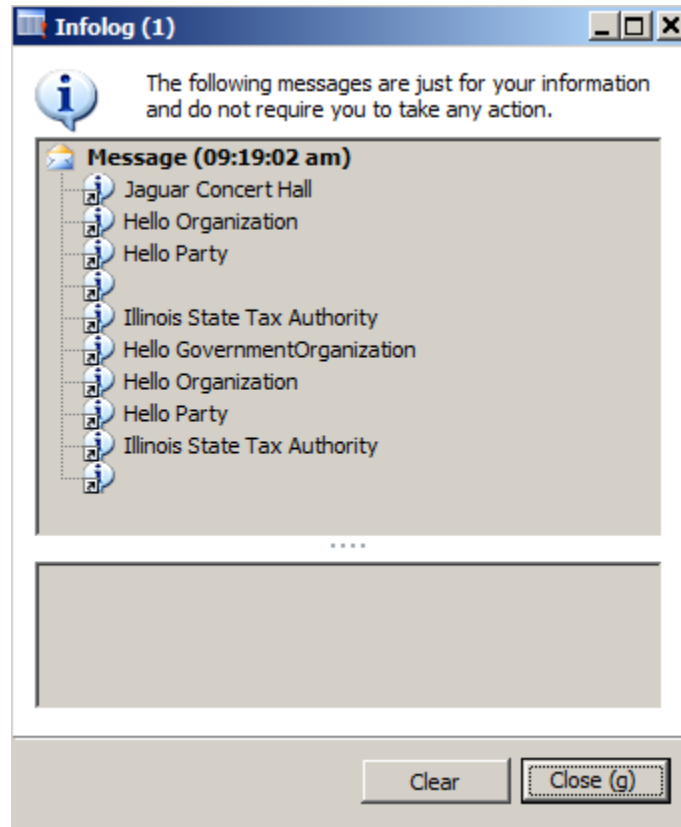 Infolog (1)
The following messages are just for your information
and do not require you to take any action.
Message (09:19:02 am)
Jaguar Concert Hall
Hello Organization
Hello Party
Illinois State Tax Authority
Hello GovernmentOrganization
Hello Organization
Hello Party
Illinois State Tax Authority
Clear
Close (g)